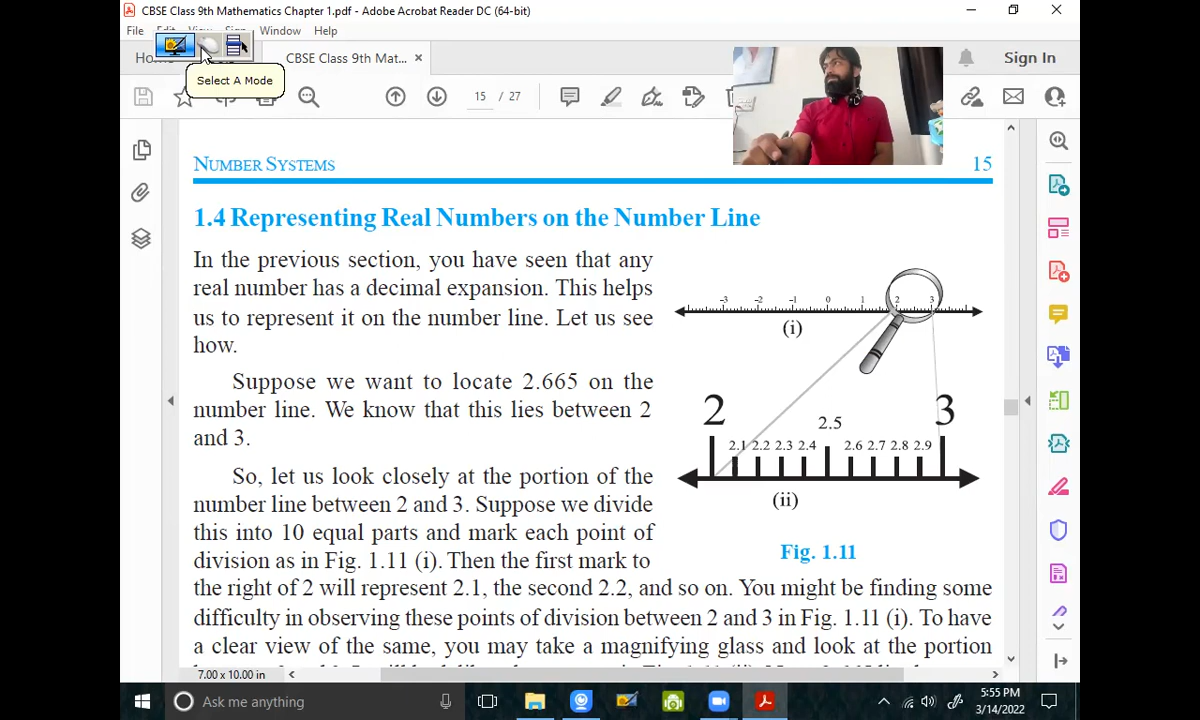 CBSE Class 9th Mathematics Chapter 1.pdf - Adobe Acrobat Reader DC (64-bit)
File Edit View Sign Window Help
CBSE Class 9th Mat... ×
Sign In
Select A Mode
15 / 27
NUMBER SYSTEMS 15
1.4 Representing Real Numbers on the Number Line
In the previous section, you have seen that any
real number has a decimal expansion. This helps
us to represent it on the number line. Let us see
how.
Suppose we want to locate 2.665 on the
number line. We know that this lies between 2
and 3.
So, let us look closely at the portion of the
number line between 2 and 3. Suppose we divide
this into 10 equal parts and mark each point of
division as in Fig. 1.11 (i). Then the first mark to
-3 -2 -1 0 1 2 3
(i)
2 2.5 3
2.1 2.2 2.3 2.4 2.6 2.7 2.8 2.9
(ii)
Fig. 1.11
the right of 2 will represent 2.1, the second 2.2, and so on. You might be finding some
difficulty in observing these points of division between 2 and 3 in Fig. 1.11 (i). To have
a clear view of the same, you may take a magnifying glass and look at the portion
7.00 x 10.00 in
Ask me anything
5:55 PM
3/14/2022